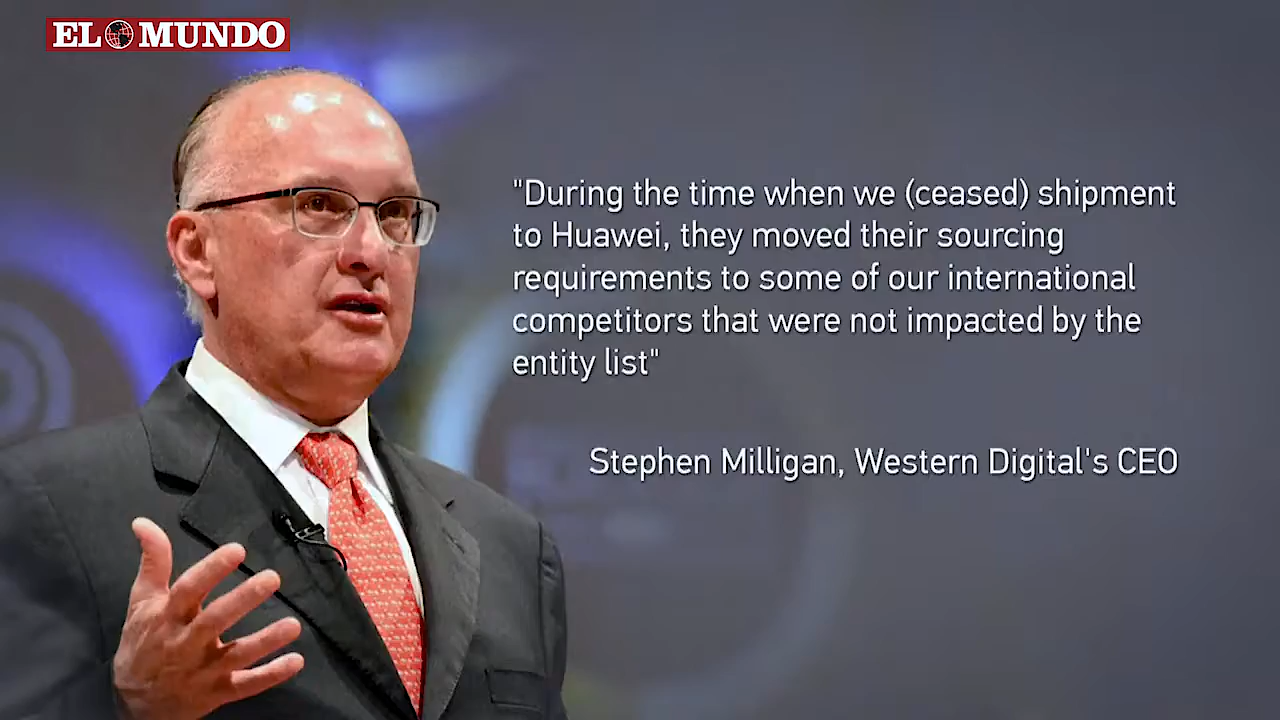 EL MUNDO
"During the time when we (ceased) shipment
to Huawei, they moved their sourcing
requirements to some of our international
competitors that were not impacted by the
entity list"
Stephen Milligan, Western Digital's CEO